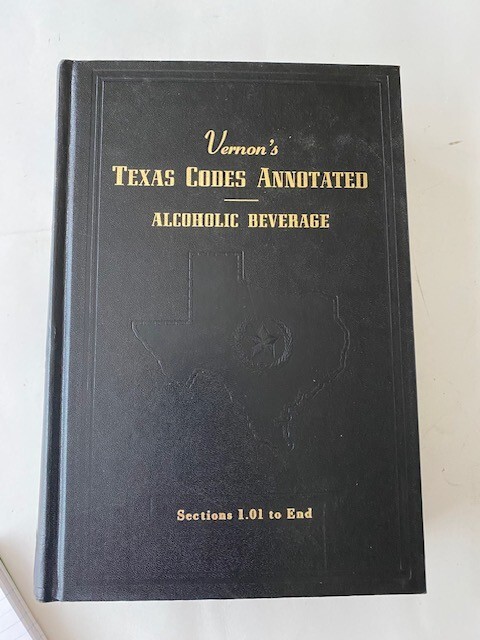 Vernon's
TEXAS CODES ANNOTATED
ALCOHOLIC BEVERAGE
Sections 1.01 to End